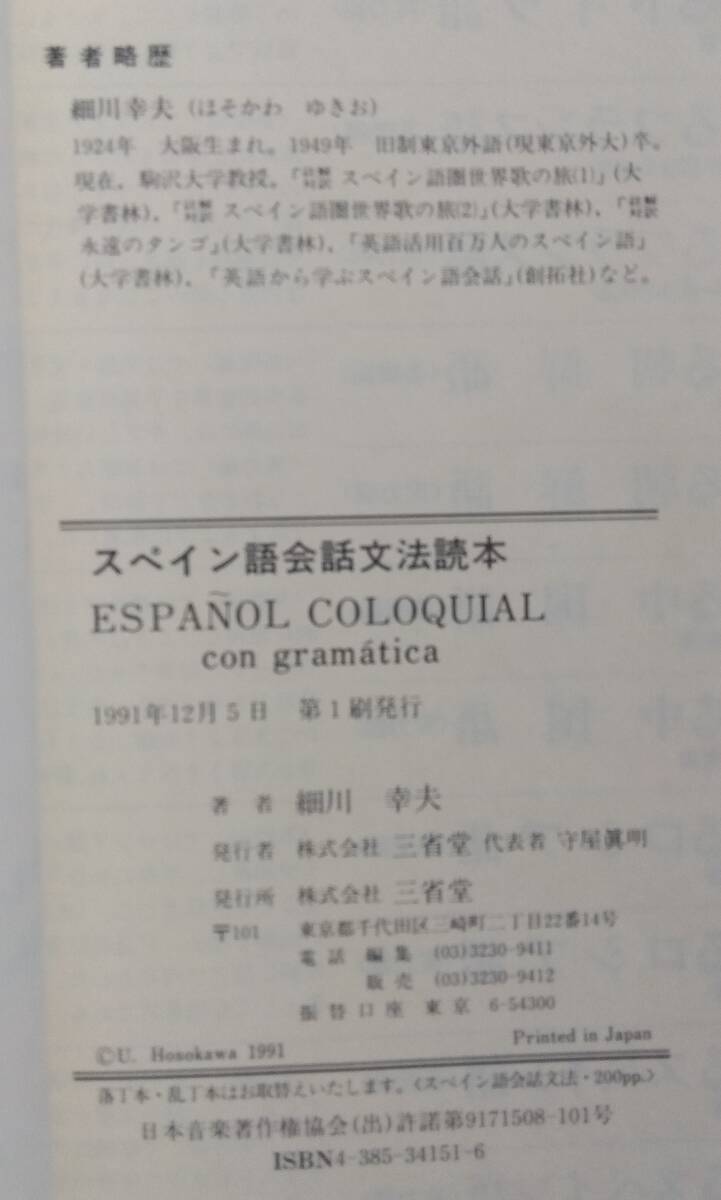 著者略歴
細川幸夫(ほそかわ ゆきお)
1924年 大阪生まれ。1949年 旧制東京外語(現東京外大)卒。
現在,駒沢大学教授。「 スペイン語圏世界歌の旅(1)」(大
学書林),「 スペイン語圏世界歌の旅(2)」(大学書林),「
永遠のタンゴ」(大学書林),「英語活用百万人のスペイン語」
(大学書林),「英語から学ぶスペイン語会話」(創拓社)など。
スペイン語会話文法読本
ESPAÑOL COLOQUIAL
con gramática
1991年12月5日 第1刷発行
著者 細川 幸夫
発行者 株式会社 三省堂 代表者 守屋眞明
発行所 株式会社 三省堂
〒101 東京都千代田区三崎町二丁目22番14号
電話 編集 (03)3230-9411
販売 (03)3230-9412
振替口座 東京 6-54300
©U. Hosokawa 1991 Printed in Japan
落丁本・乱丁本はお取替えいたします。〈スペイン語会話文法・200pp.〉
日本音楽著作権協会(出)許諾第9171508-101号
ISBN4-385-34151-6